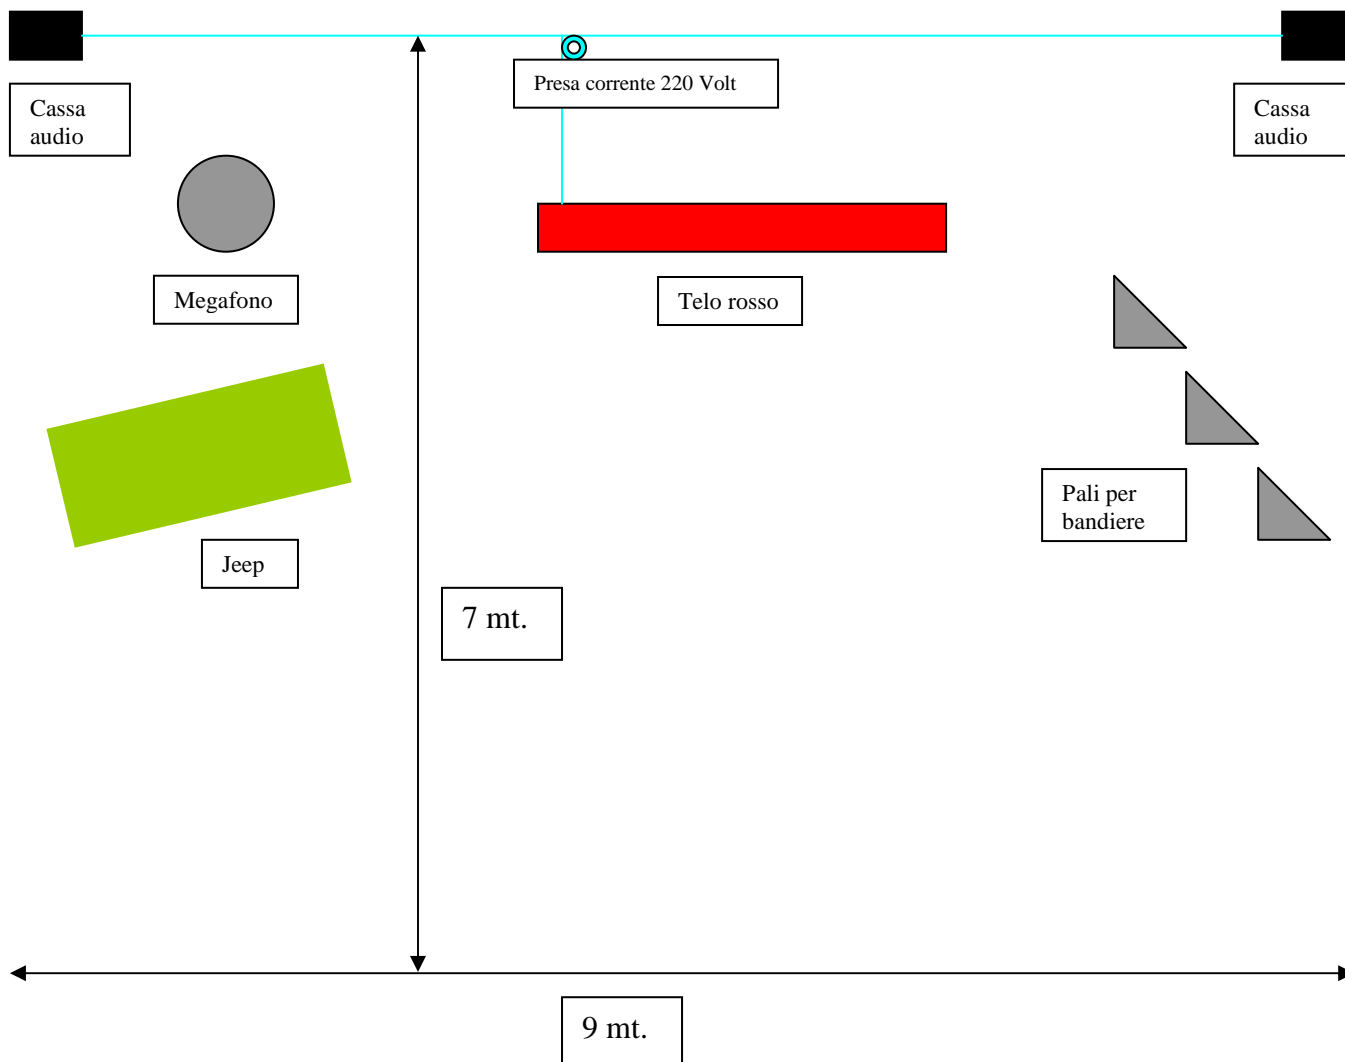 Presa corrente 220 Volt
Cassa
audio
Cassa
audio
Megafono
Telo rosso
Pali per
bandiere
Jeep
7 mt.
9 mt.